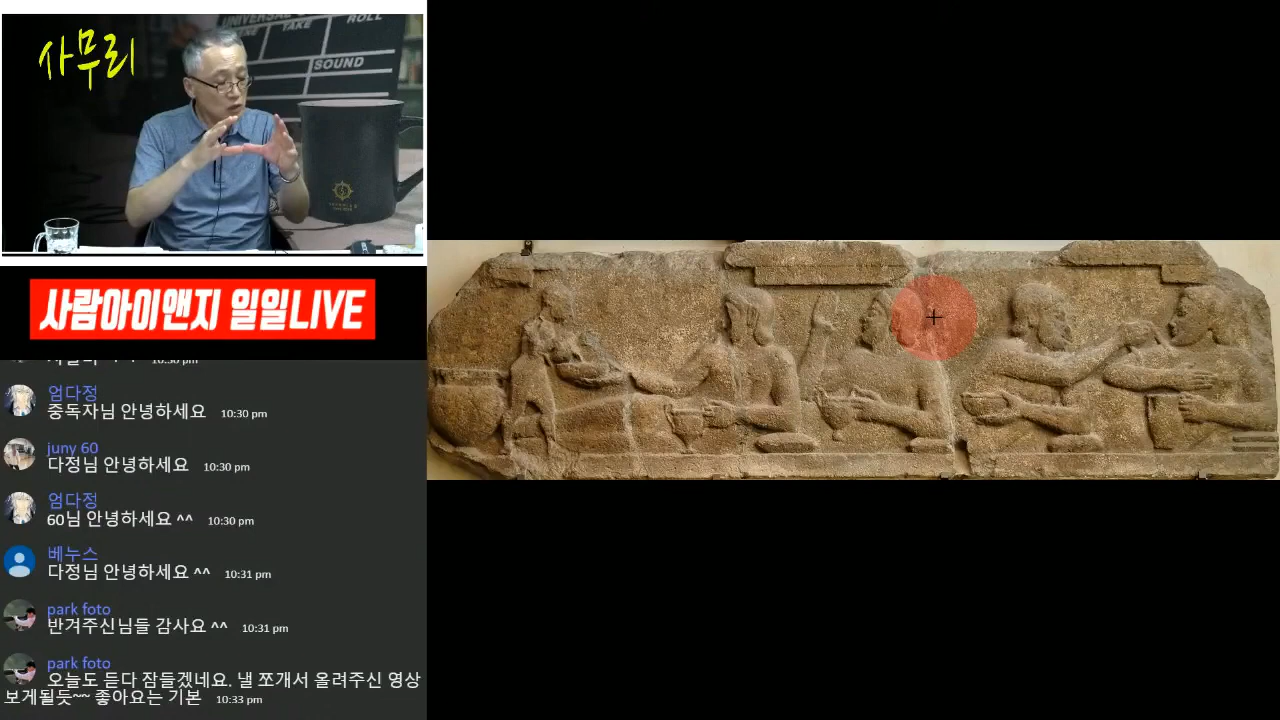 사무리
UNIVERSAL
TAKE
ROLL
SOUND
사람아이앤지 일일LIVE
10:30 pm
엄다정
중독자님 안녕하세요 10:30 pm
juny 60
다정님 안녕하세요 10:30 pm
엄다정
60님 안녕하세요 ^^ 10:30 pm
베누스
다정님 안녕하세요 ^^ 10:31 pm
park foto
반겨주신님들 감사요 ^^ 10:31 pm
park foto
오늘도 듣다 잠들겠네요. 낼 쪼개서 올려주신 영상
보게될듯~~ 좋아요는 기본 10:33 pm